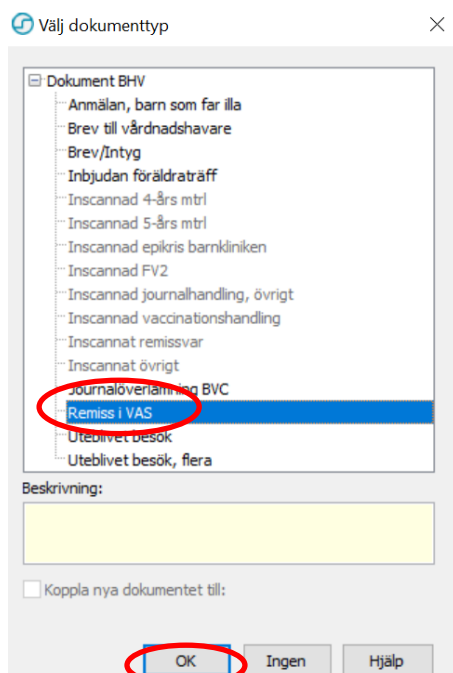 Välj dokumenttyp
Dokument BHV
Anmälan, barn som far illa
Brev till vårdnadshavare
Brev/Intyg
Inbjudan föräldraträff
Inscannad 4-års mtrl
Inscannad 5-års mtrl
Inscannad epikris barnkliniken
Inscannad FV2
Inscannad journalhandling, övrigt
Inscannad vaccinationshandling
Inscannat remissvar
Inscannat övrigt
Journalöverlämning BVC
Remiss i VAS
Uteblivet besök
Uteblivet besök, flera
Beskrivning:
Koppla nya dokumentet till:
OK Ingen Hjälp